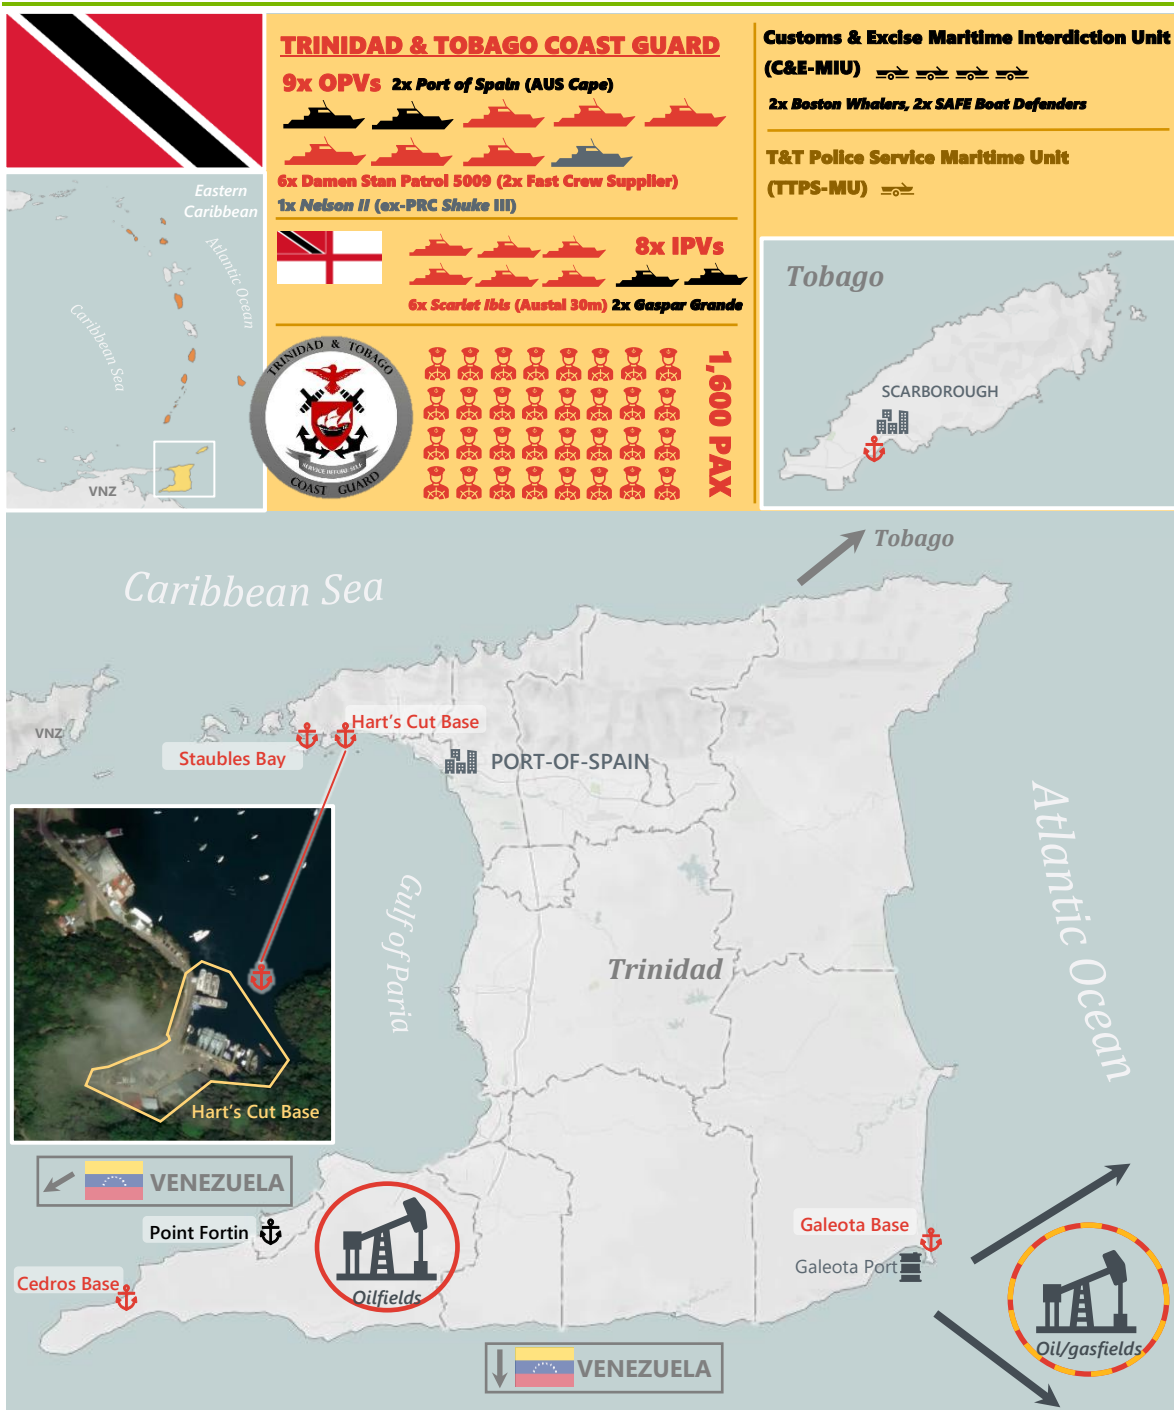 TRINIDAD & TOBAGO COAST GUARD
9x OPVs 2x Port of Spain (AUS Cape)
6x Damen Stan Patrol 5009 (2x Fast Crew Supplier)
1x Nelson II (ex-PRC Shuke III)
8x IPVs
6x Scarlet Ibis (Austal 30m) 2x Gaspar Grande
TRINIDAD & TOBAGO
SERVICE BEFORE SELF
COAST GUARD
1,600 PAX
Customs & Excise Maritime Interdiction Unit
(C&E-MIU)
2x Boston Whalers, 2x SAFE Boat Defenders
T&T Police Service Maritime Unit
(TTPS-MU)
Eastern
Caribbean
Atlantic Ocean
Caribbean Sea
VNZ
Tobago
SCARBOROUGH
Tobago
Caribbean Sea
VNZ
Hart's Cut Base
Staubles Bay
PORT-OF-SPAIN
Gulf of Paria
Atlantic Ocean
Trinidad
Hart's Cut Base
VENEZUELA
Point Fortin
Cedros Base
Oilfields
Galeota Base
Galeota Port
Oil/gasfields
VENEZUELA